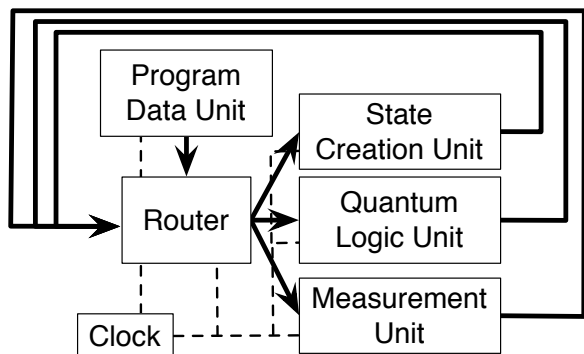 Program
Data Unit
State
Creation Unit
Router
Quantum
Logic Unit
Measurement
Unit
Clock